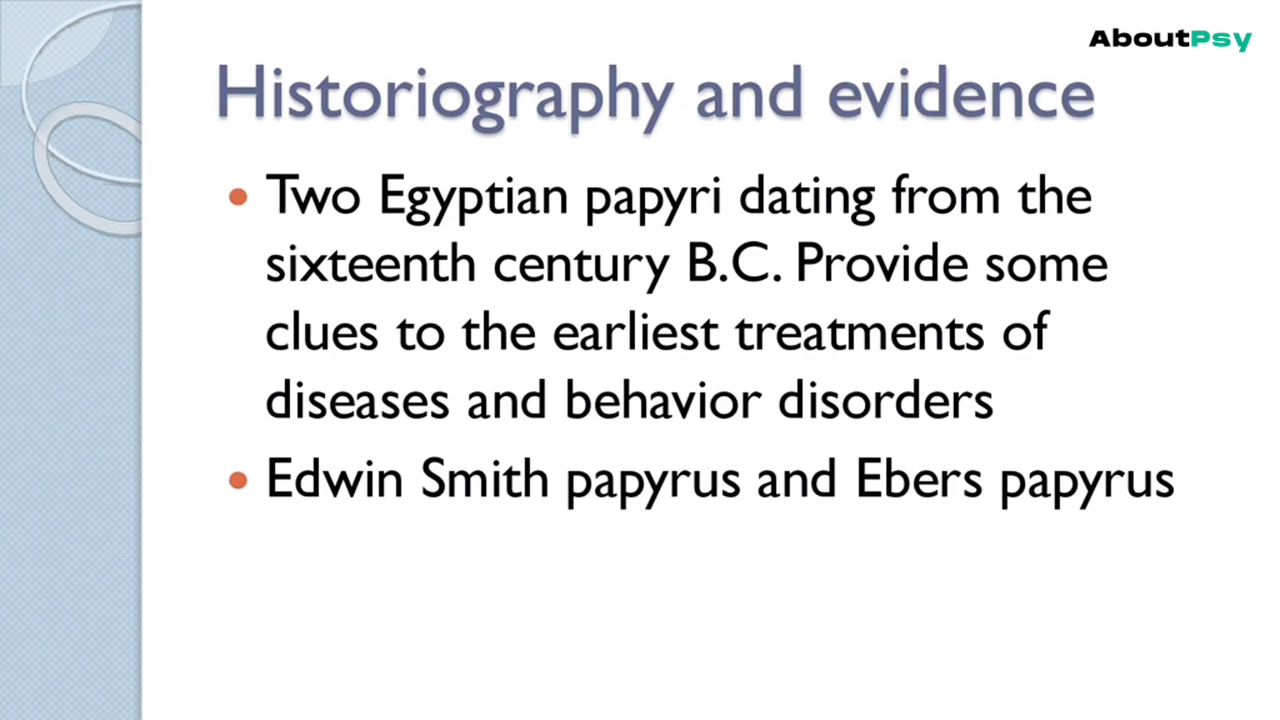 AboutPsy
Historiography and evidence
• Two Egyptian papyri dating from the
sixteenth century B.C. Provide some
clues to the earliest treatments of
diseases and behavior disorders
• Edwin Smith papyrus and Ebers papyrus